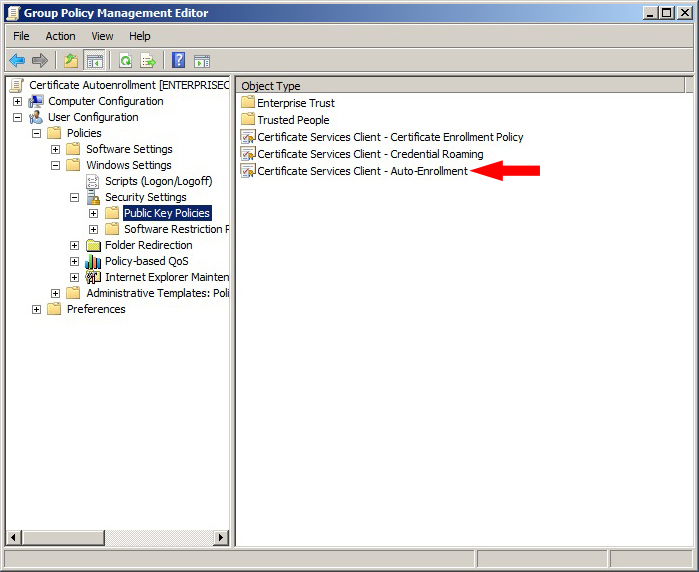 Group Policy Management Editor
File Action View Help
Certificate Autoenrollment [ENTERPRISEC
Computer Configuration
User Configuration
Policies
Software Settings
Windows Settings
Scripts (Logon/Logoff)
Security Settings
Public Key Policies
Software Restriction F
Folder Redirection
Policy-based QoS
Internet Explorer Mainten
Administrative Templates: Poli
Preferences
Object Type
Enterprise Trust
Trusted People
Certificate Services Client - Certificate Enrollment Policy
Certificate Services Client - Credential Roaming
Certificate Services Client - Auto-Enrollment